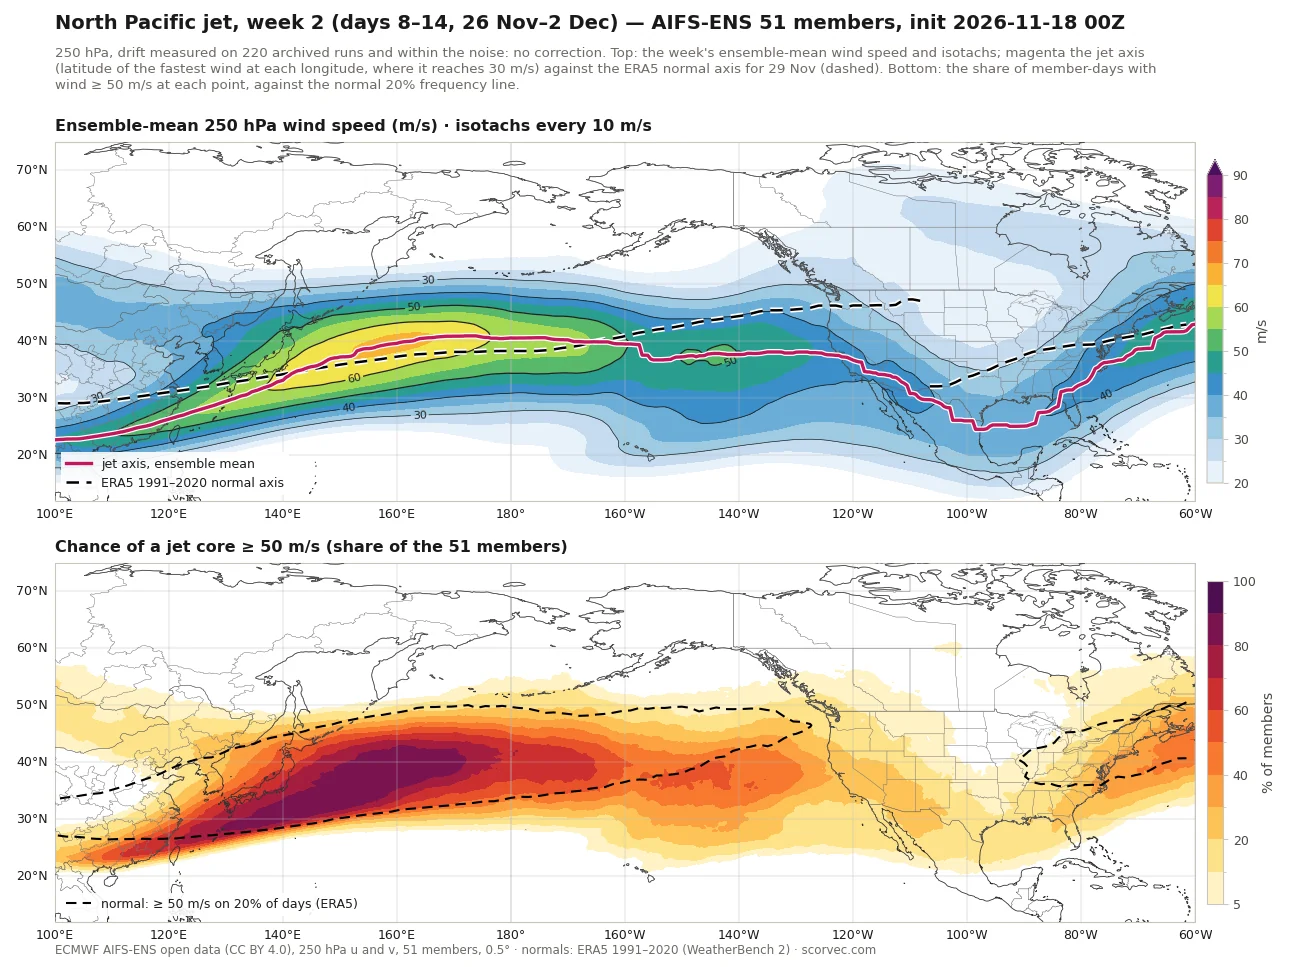 North Pacific jet, week 2 (days 8–14, 26 Nov–2 Dec) — AIFS-ENS 51 members, init 2026-11-18 00Z
250 hPa, drift measured on 220 archived runs and within the noise: no correction. Top: the week's ensemble-mean wind speed and isotachs; magenta the jet axis
(latitude of the fastest wind at each longitude, where it reaches 30 m/s) against the ERA5 normal axis for 29 Nov (dashed). Bottom: the share of member-days with
wind ≥ 50 m/s at each point, against the normal 20% frequency line.
Ensemble-mean 250 hPa wind speed (m/s) · isotachs every 10 m/s
70°N
60°N
50°N
40°N
30°N
20°N
30
50
60
40
30
30
50
40
jet axis, ensemble mean
ERA5 1991–2020 normal axis
100°E 120°E 140°E 160°E 180° 160°W 140°W 120°W 100°W 80°W 60°W
90
80
70
60
50
40
30
20
m/s
Chance of a jet core ≥ 50 m/s (share of the 51 members)
70°N
60°N
50°N
40°N
30°N
20°N
normal: ≥ 50 m/s on 20% of days (ERA5)
100°E 120°E 140°E 160°E 180° 160°W 140°W 120°W 100°W 80°W 60°W
100
80
60
40
20
5
% of members
ECMWF AIFS-ENS open data (CC BY 4.0), 250 hPa u and v, 51 members, 0.5° · normals: ERA5 1991–2020 (WeatherBench 2) · scorvec.com